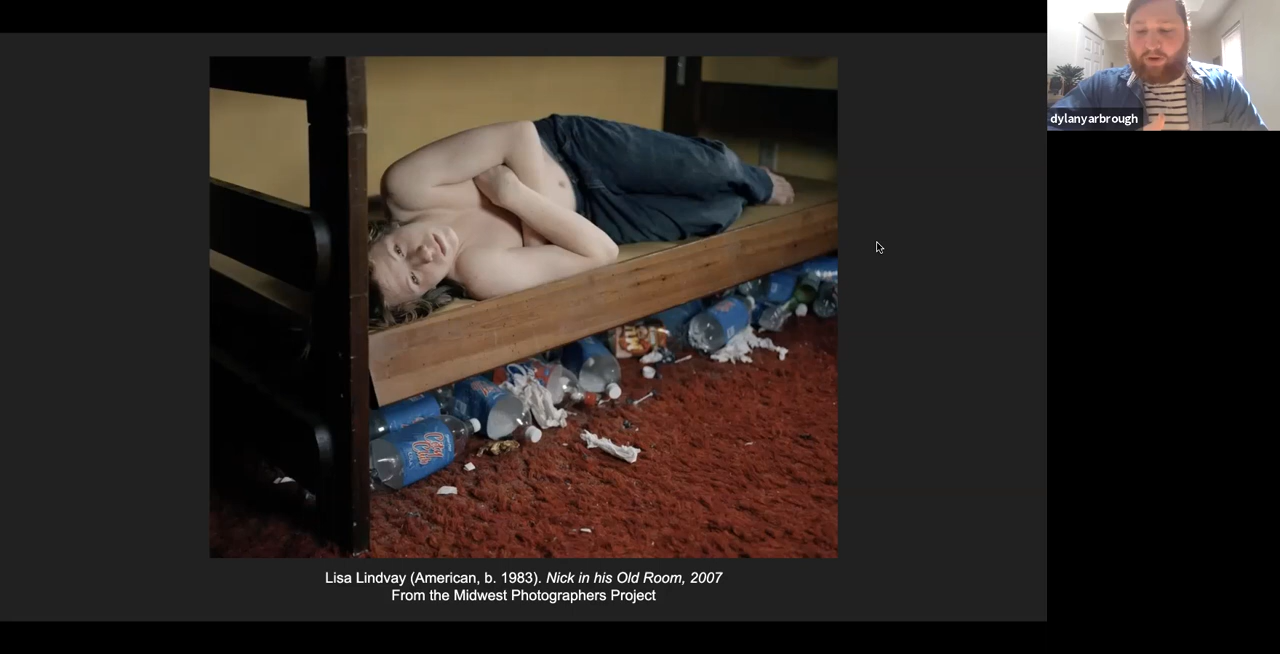 dylanyarbrough
Lisa Lindvay (American, b. 1983). Nick in his Old Room, 2007
From the Midwest Photographers Project